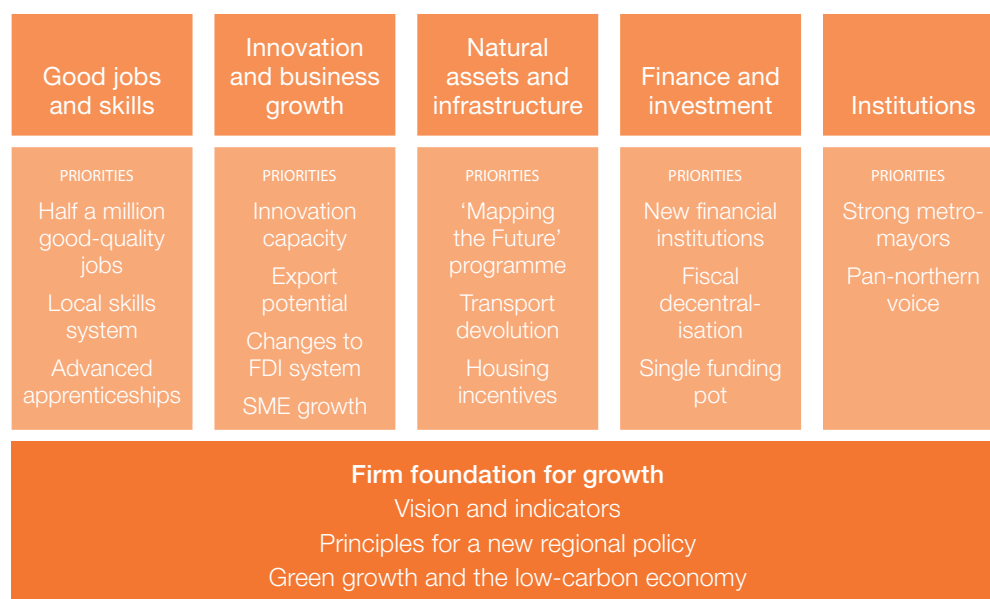 Good jobs
and skills
Innovation
and business
growth
Natural
assets and
infrastructure
Finance and
investment
Institutions
PRIORITIES
Half a million
good-quality
jobs
Local skills
system
Advanced
apprenticeships
PRIORITIES
Innovation
capacity
Export
potential
Changes to
FDI system
SME growth
PRIORITIES
‘Mapping
the Future’
programme
Transport
devolution
Housing
incentives
PRIORITIES
New financial
institutions
Fiscal
decentral-
isation
Single funding
pot
PRIORITIES
Strong metro-
mayors
Pan-northern
voice
Firm foundation for growth
Vision and indicators
Principles for a new regional policy
Green growth and the low-carbon economy